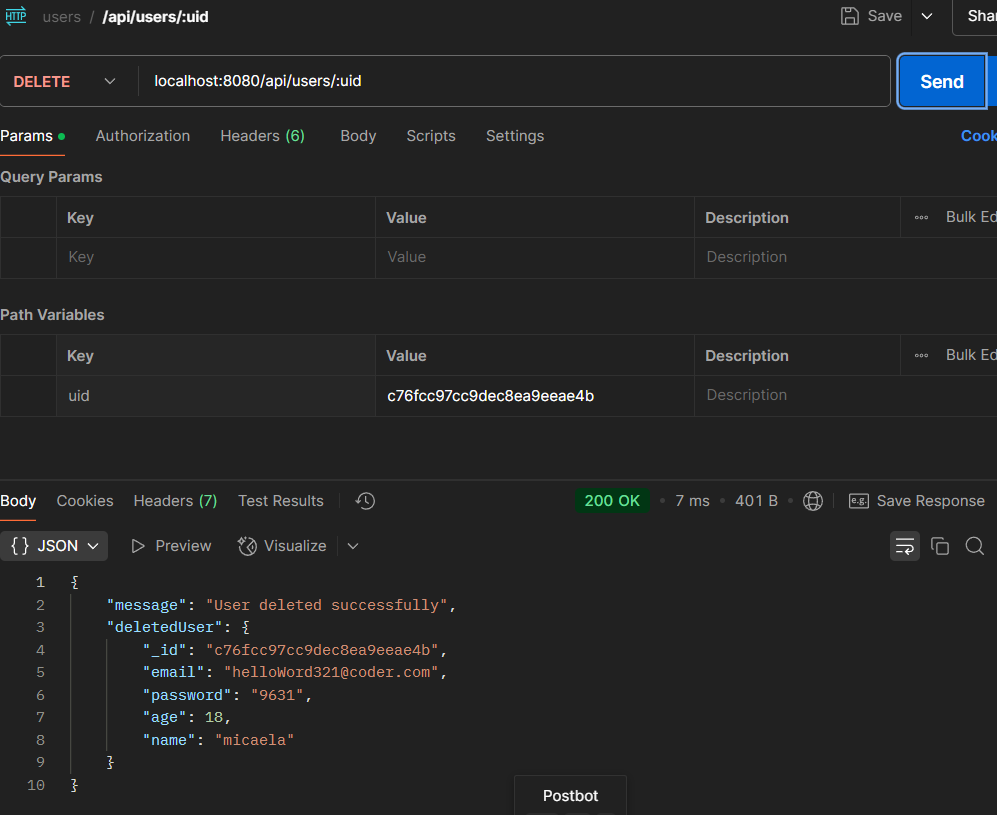 HTTP users / /api/users/:uid Save Shar
DELETE localhost:8080/api/users/:uid Send
Params Authorization Headers (6) Body Scripts Settings Cook
Query Params
Key Value Description Bulk Ed
Key Value Description
Path Variables
Key Value Description Bulk Ed
uid c76fcc97cc9dec8ea9eeae4b Description
Body Cookies Headers (7) Test Results 200 OK 7 ms 401 B e.g. Save Response
{} JSON Preview Visualize
1 {
2 "message": "User deleted successfully",
3 "deletedUser": {
4 "_id": "c76fcc97cc9dec8ea9eeae4b",
5 "email": "helloWord321@coder.com",
6 "password": "9631",
7 "age": 18,
8 "name": "micaela"
9 }
10 }
Postbot